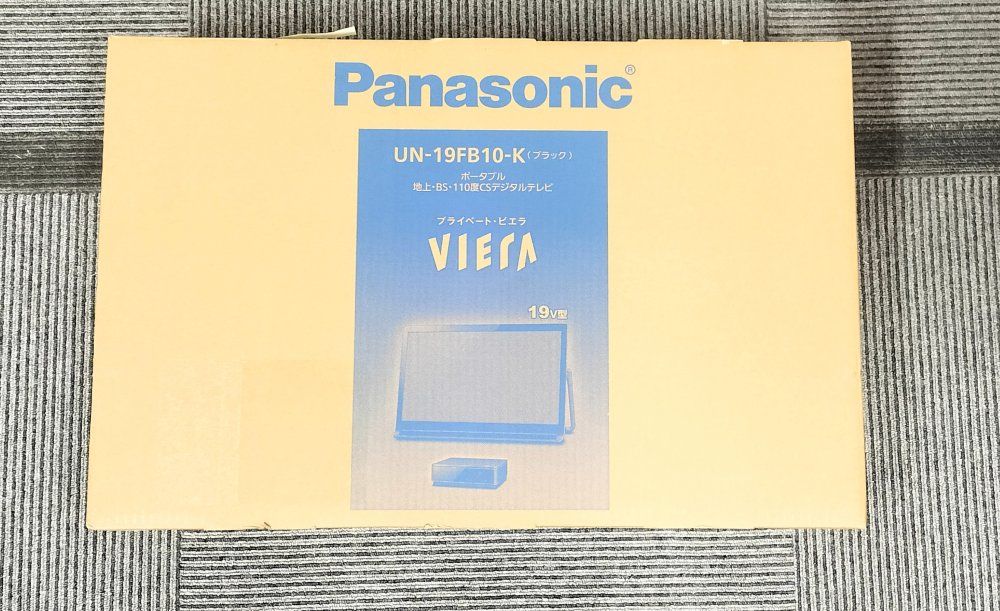 Panasonic®
UN-19FB10-K（ブラック）
ポータブル
地上・BS・110度CSデジタルテレビ
プライベート・ビエラ
VIErA
19V型